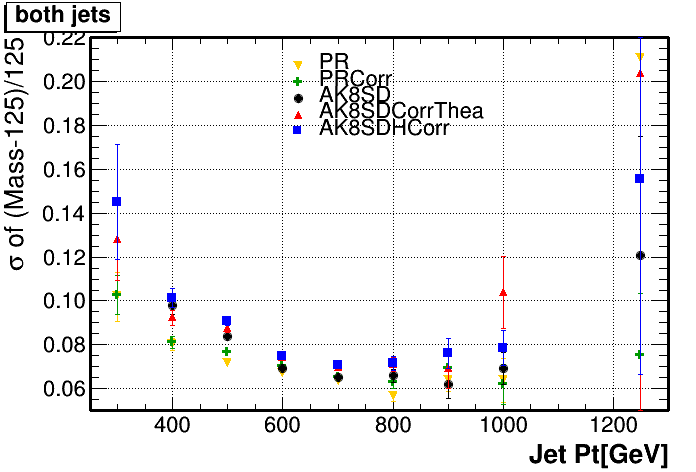 both jets
σ of (Mass-125)/125
0.22
0.20
0.18
0.16
0.14
0.12
0.10
0.08
0.06
PR
PRCorr
AK8SD
AK8SDCorrThea
AK8SDHCorr
400 600 800 1000 1200
Jet Pt[GeV]